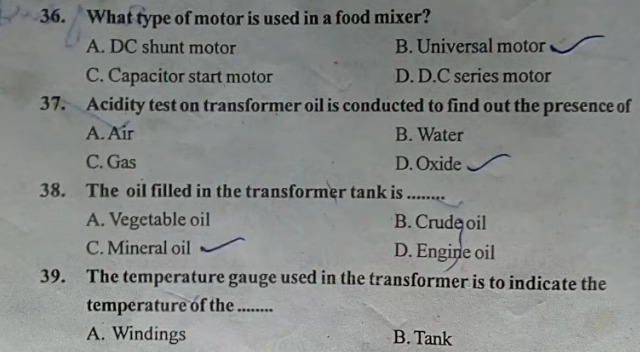 36. What type of motor is used in a food mixer?
A. DC shunt motor B. Universal motor
C. Capacitor start motor D. D.C series motor
37. Acidity test on transformer oil is conducted to find out the presence of
A. Air B. Water
C. Gas D. Oxide
38. The oil filled in the transformer tank is ........
A. Vegetable oil B. Crude oil
C. Mineral oil D. Engine oil
39. The temperature gauge used in the transformer is to indicate the
temperature of the ........
A. Windings B. Tank